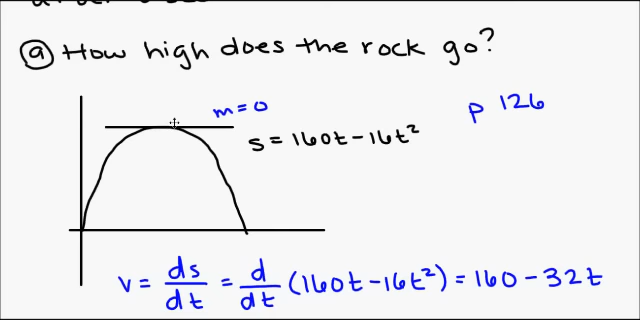 ⓐ How high does the rock go?
m = 0
p 126
s = 160t - 16t²
v = ds/dt = d/dt (160t - 16t²) = 160 - 32t